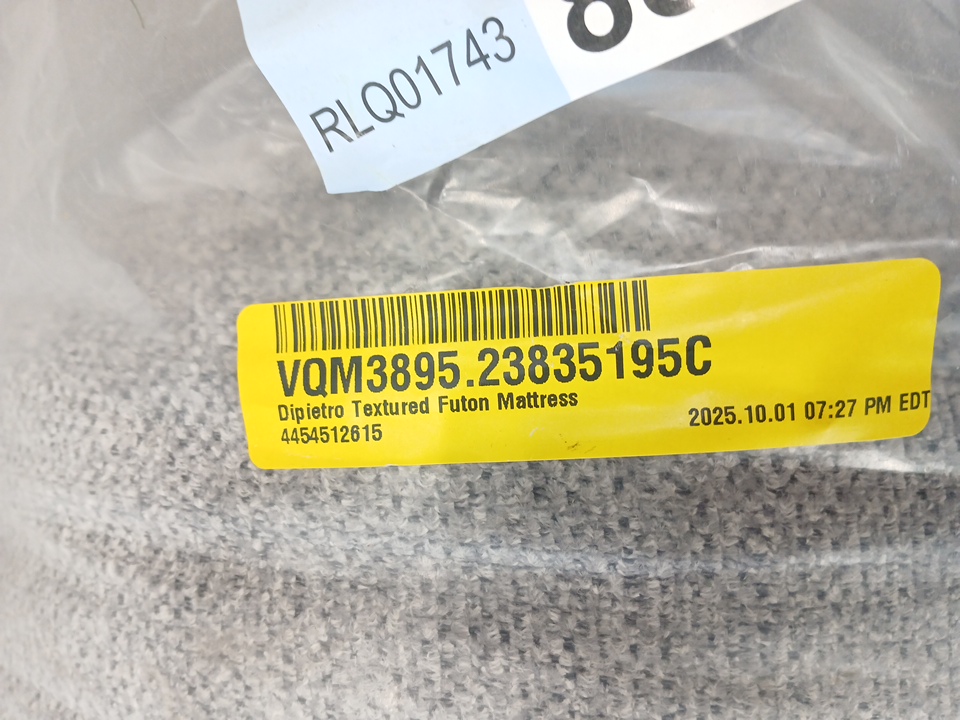 RLQ01743
VQM3895.23835195C
Dipietro Textured Futon Mattress
4454512615
2025.10.01 07:27 PM EDT